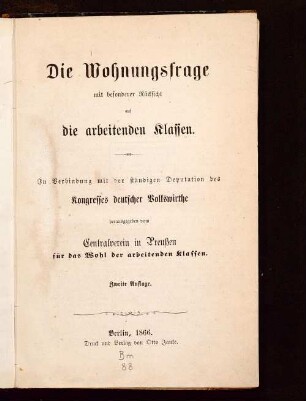 Die Wohnungsfrage
mit besonderer Rücksicht
auf
die arbeitenden Klassen.
In Verbindung mit der ständigen Deputation des
Kongresses deutscher Volkswirthe
herausgegeben vom
Centralverein in Preußen
für das Wohl der arbeitenden Klassen.
Zweite Auflage.
Berlin, 1866.
Druck und Verlag von Otto Janke.
Bm
88